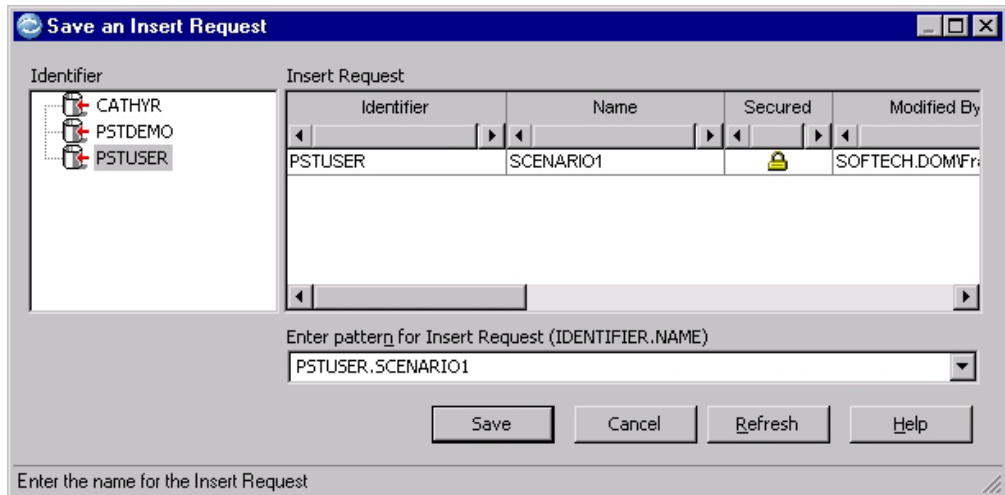 Save an Insert Request
Identifier
CATHYR
PSTDEMO
PSTUSER
Insert Request
Identifier Name Secured Modified By
PSTUSER SCENARIO1 SOFTECH.DOM\Fra
Enter pattern for Insert Request (IDENTIFIER.NAME)
PSTUSER.SCENARIO1
Save Cancel Refresh Help
Enter the name for the Insert Request